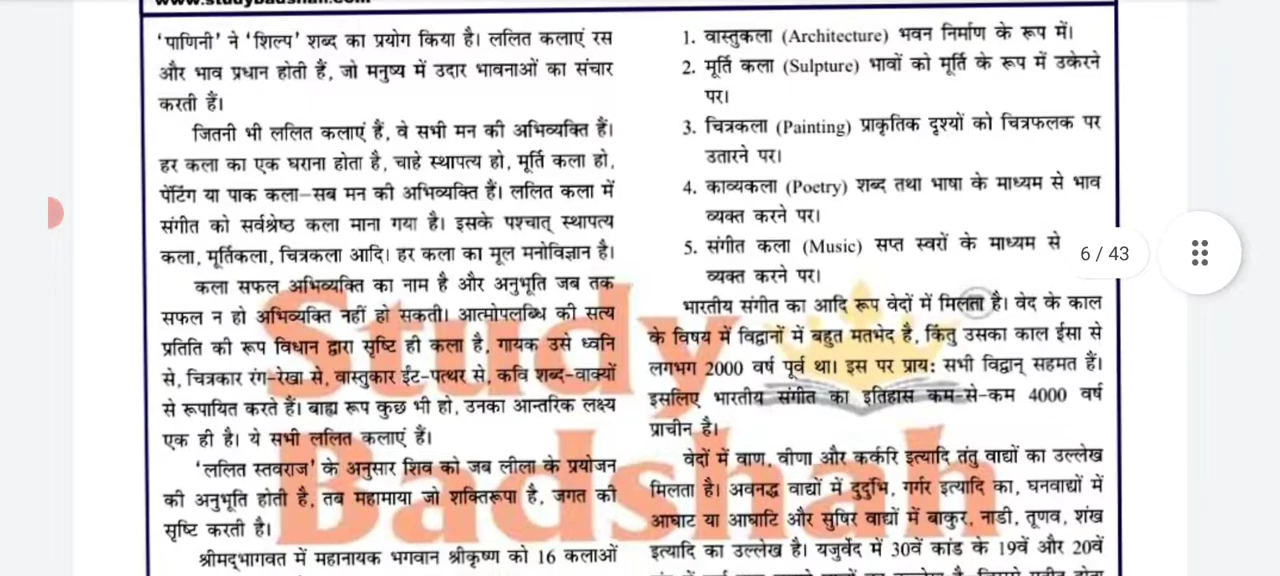 www.studybadshah.com
'पाणिनी' ने 'शिल्प' शब्द का प्रयोग किया है। ललित कलाएं रस
और भाव प्रधान होती हैं, जो मनुष्य में उदार भावनाओं का संचार
करती हैं।
जितनी भी ललित कलाएं हैं, वे सभी मन की अभिव्यक्ति हैं।
हर कला का एक घराना होता है, चाहे स्थापत्य हो, मूर्ति कला हो,
पेंटिंग या पाक कला–सब मन की अभिव्यक्ति हैं। ललित कला में
संगीत को सर्वश्रेष्ठ कला माना गया है। इसके पश्चात् स्थापत्य
कला, मूर्तिकला, चित्रकला आदि। हर कला का मूल मनोविज्ञान है।
कला सफल अभिव्यक्ति का नाम है और अनुभूति जब तक
सफल न हो अभिव्यक्ति नहीं हो सकती। आत्मोपलब्धि की सत्य
प्रतिति की रूप विधान द्वारा सृष्टि ही कला है, गायक उसे ध्वनि
से, चित्रकार रंग-रेखा से, वास्तुकार ईंट-पत्थर से, कवि शब्द-वाक्यों
से रूपायित करते हैं। बाह्य रूप कुछ भी हो, उनका आन्तरिक लक्ष्य
एक ही है। ये सभी ललित कलाएं हैं।
'ललित स्तवराज' के अनुसार शिव को जब लीला के प्रयोजन
की अनुभूति होती है, तब महामाया जो शक्तिरूपा है, जगत की
सृष्टि करती है।
श्रीमद्भागवत में महानायक भगवान श्रीकृष्ण को 16 कलाओं
1. वास्तुकला (Architecture) भवन निर्माण के रूप में।
2. मूर्ति कला (Sulpture) भावों को मूर्ति के रूप में उकेरने
पर।
3. चित्रकला (Painting) प्राकृतिक दृश्यों को चित्रफलक पर
उतारने पर।
4. काव्यकला (Poetry) शब्द तथा भाषा के माध्यम से भाव
व्यक्त करने पर।
5. संगीत कला (Music) सप्त स्वरों के माध्यम से
व्यक्त करने पर।
भारतीय संगीत का आदि रूप वेदों में मिलता है। वेद के काल
के विषय में विद्वानों में बहुत मतभेद है, किंतु उसका काल ईसा से
लगभग 2000 वर्ष पूर्व था। इस पर प्राय: सभी विद्वान् सहमत हैं।
इसलिए भारतीय संगीत का इतिहास कम-से-कम 4000 वर्ष
प्राचीन है।
वेदों में वाण, वीणा और कर्करि इत्यादि तंतु वाद्यों का उल्लेख
मिलता है। अवनद्ध वाद्यों में दुदुंभि, गर्गर इत्यादि का, घनवाद्यों में
आघाट या आघाटि और सुषिर वाद्यों में बाकुर, नाडी, तूणव, शंख
इत्यादि का उल्लेख है। यजुर्वेद में 30वें कांड के 19वें और 20वें
6 / 43
Study
Badshah